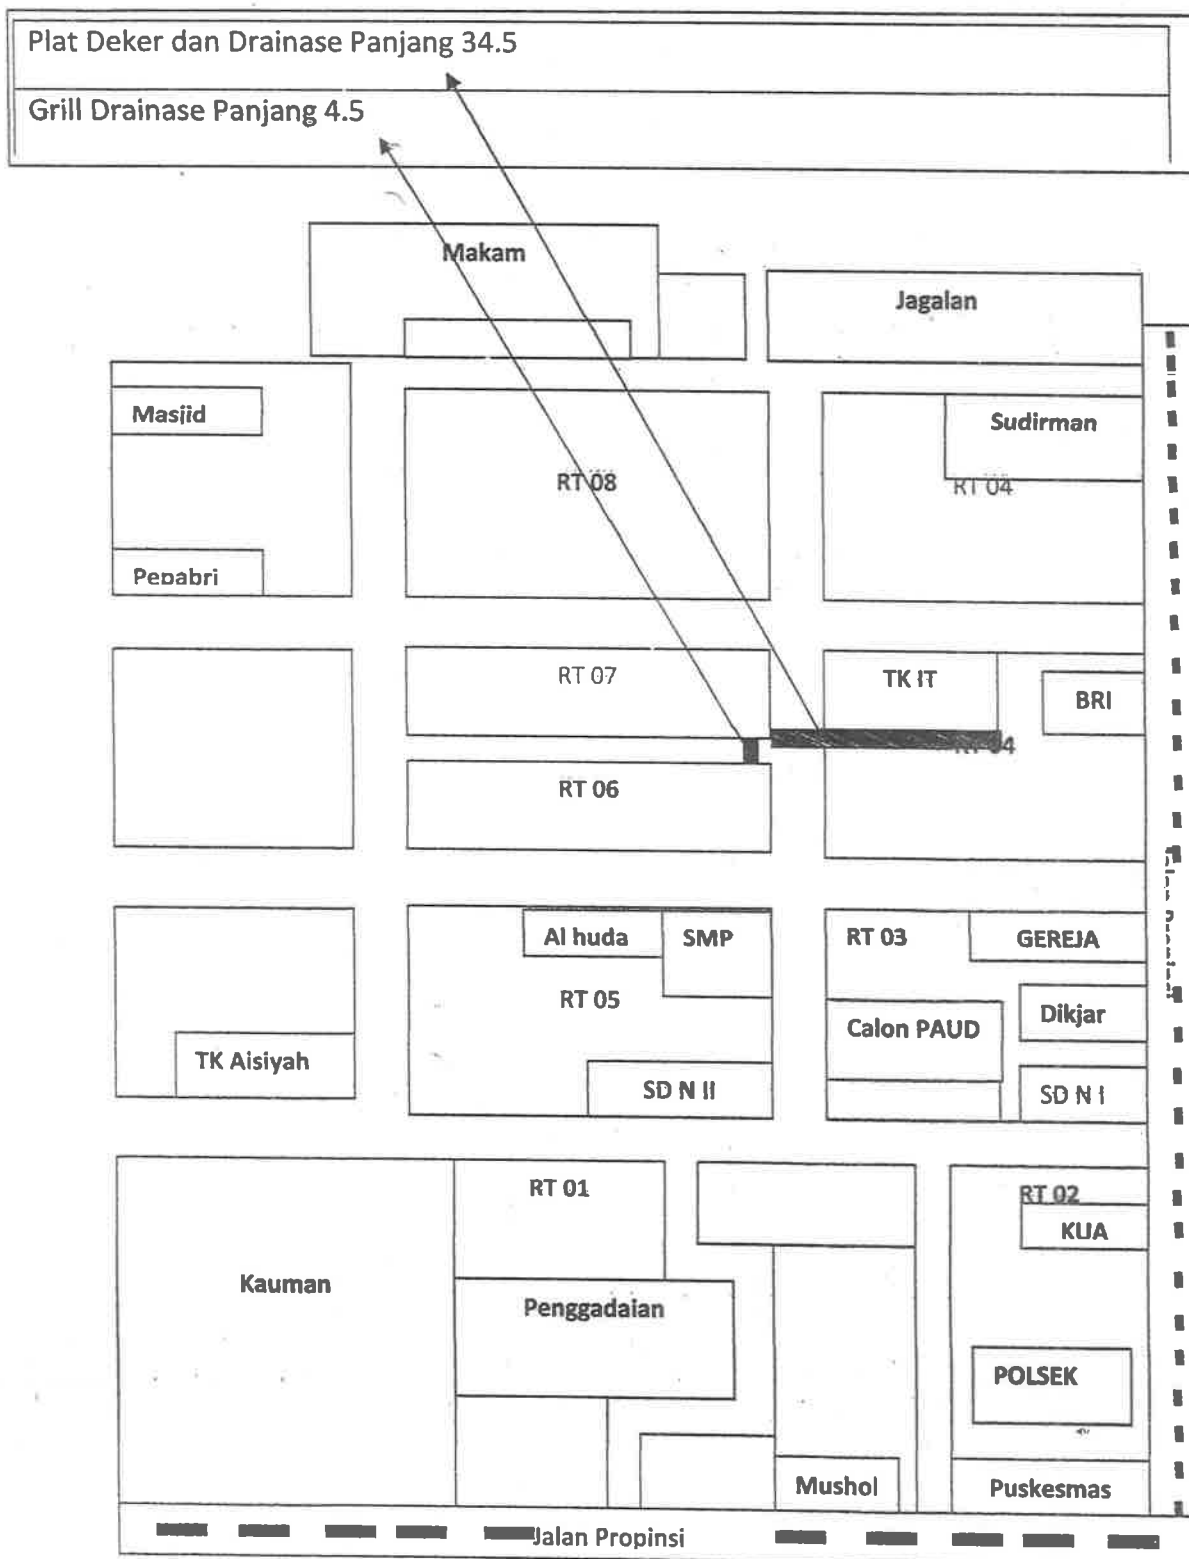 Plat Deker dan Drainase Panjang 34.5
Grill Drainase Panjang 4.5
Makam
Jagalan
Masjid
Sudirman
RT 08
RT 04
Pepabri
RT 07
TK IT
BRI
RT 04
RT 06
Al huda
SMP
RT 03
GEREJA
RT 05
Dikjar
Calon PAUD
TK Aisiyah
SD N II
SD N I
RT 01
RT 02
KUA
Kauman
Penggadaian
POLSEK
Mushol
Puskesmas
Jalan Propinsi